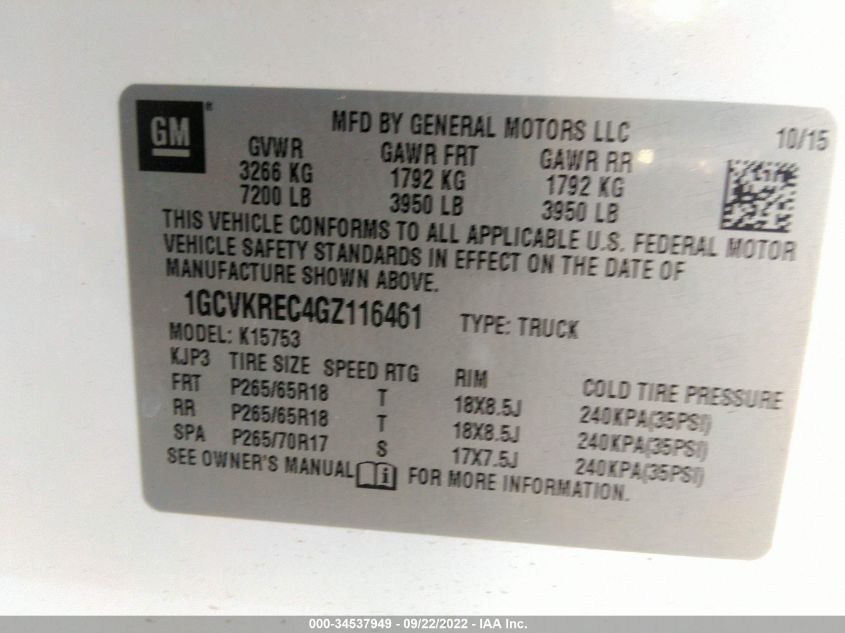 GM®
MFD BY GENERAL MOTORS LLC 10/15
GVWR GAWR FRT GAWR RR
3266 KG 1792 KG 1792 KG
7200 LB 3950 LB 3950 LB
THIS VEHICLE CONFORMS TO ALL APPLICABLE U.S. FEDERAL MOTOR
VEHICLE SAFETY STANDARDS IN EFFECT ON THE DATE OF
MANUFACTURE SHOWN ABOVE.
1GCVKREC4GZ116461 TYPE: TRUCK
MODEL: K15753
KJP3 TIRE SIZE SPEED RTG RIM COLD TIRE PRESSURE
FRT P265/65R18 T 18X8.5J 240KPA(35PSI)
RR P265/65R18 T 18X8.5J 240KPA(35PSI)
SPA P265/70R17 S 17X7.5J 240KPA(35PSI)
SEE OWNER'S MANUAL i FOR MORE INFORMATION.
000-34537949 - 09/22/2022 - IAA Inc.